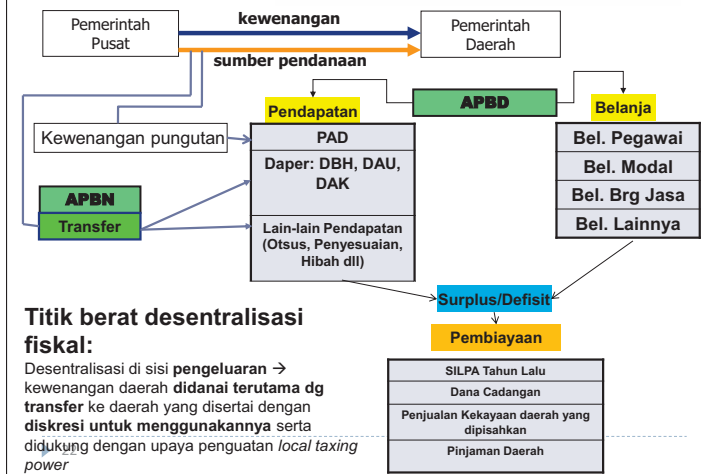 Pemerintah
Pusat
kewenangan
sumber pendanaan
Pemerintah
Daerah
Kewenangan pungutan
APBN
Transfer
Pendapatan
APBD
Belanja
PAD
Daper: DBH, DAU,
DAK
Lain-lain Pendapatan
(Otsus, Penyesuaian,
Hibah dll)
Bel. Pegawai
Bel. Modal
Bel. Brg Jasa
Bel. Lainnya
Surplus/Defisit
Pembiayaan
SILPA Tahun Lalu
Dana Cadangan
Penjualan Kekayaan daerah yang
dipisahkan
Pinjaman Daerah
Titik berat desentralisasi
fiskal:
Desentralisasi di sisi pengeluaran →
kewenangan daerah didanai terutama dg
transfer ke daerah yang disertai dengan
diskresi untuk menggunakannya serta
didukung dengan upaya penguatan local taxing
power
22